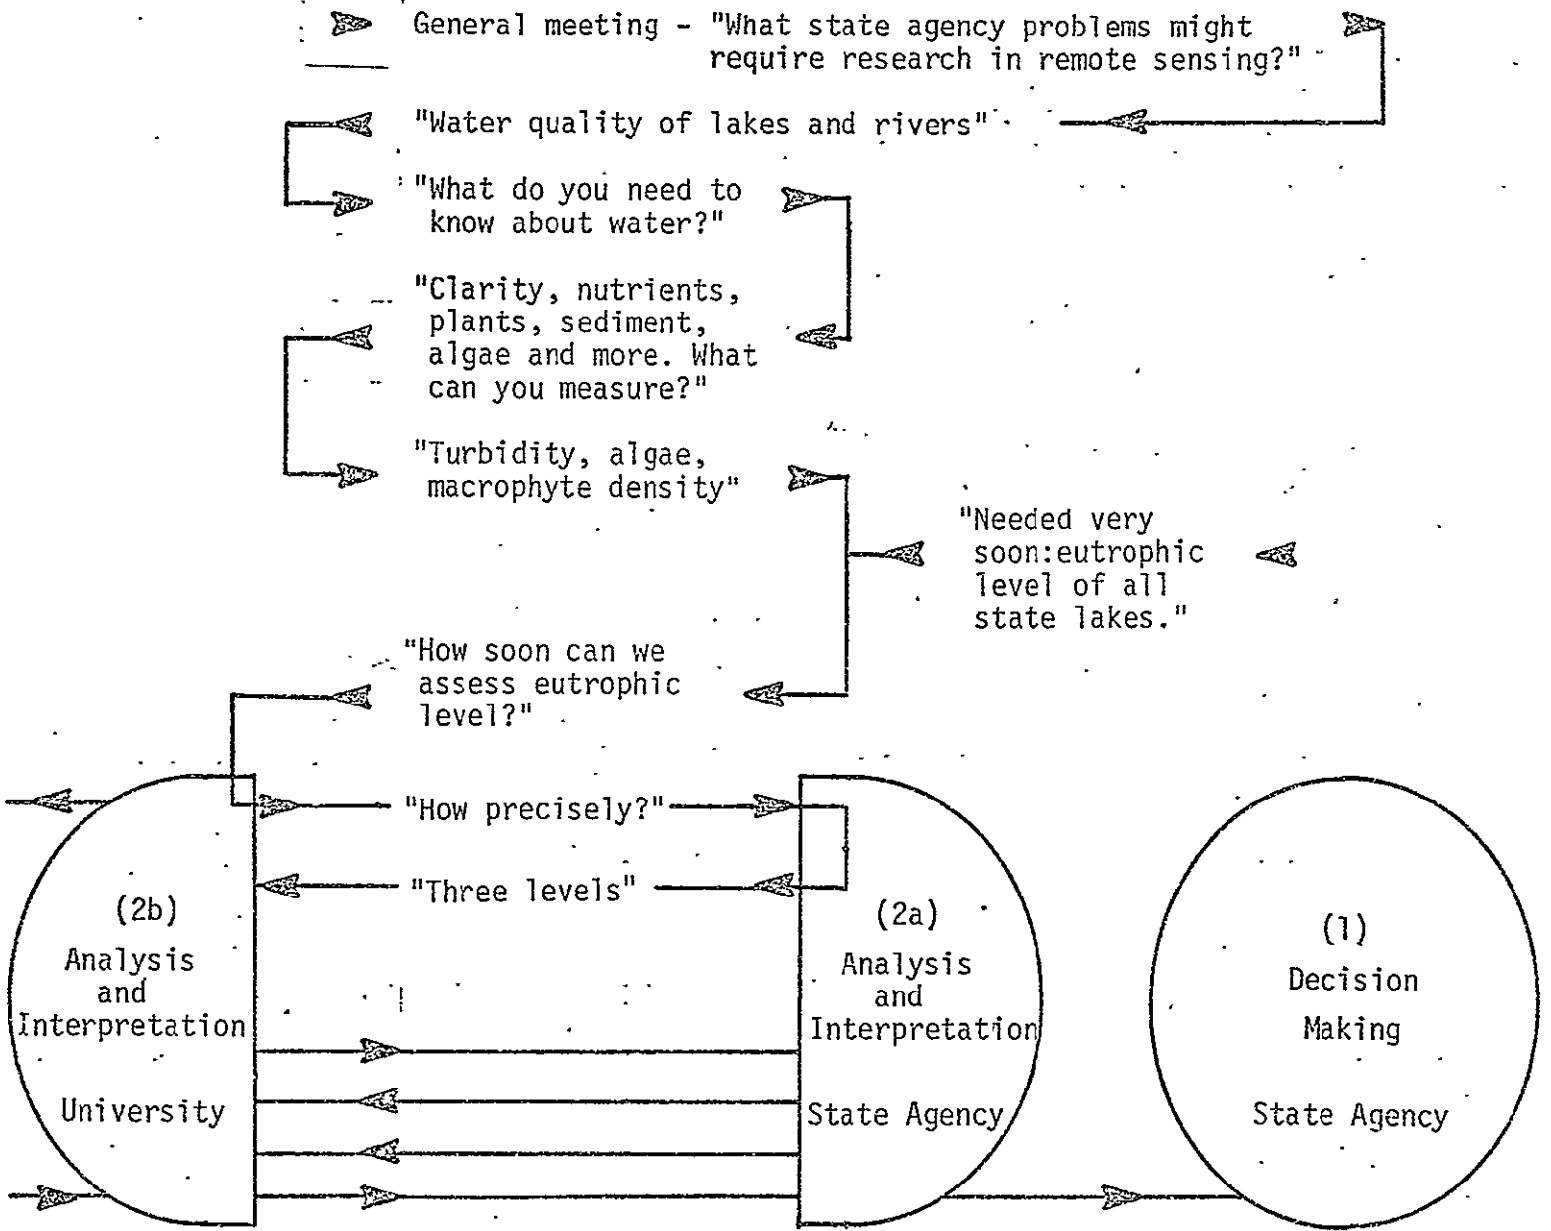 General meeting - "What state agency problems might
require research in remote sensing?"
"Water quality of lakes and rivers"
"What do you need to
know about water?"
"Clarity, nutrients,
plants, sediment,
algae and more. What
can you measure?"
"Turbidity, algae,
macrophyte density"
"Needed very
soon:eutrophic
level of all
state lakes."
"How soon can we
assess eutrophic
level?"
"How precisely?"
"Three levels"
(2b)
Analysis
and
Interpretation
University
(2a)
Analysis
and
Interpretation
State Agency
(1)
Decision
Making
State Agency